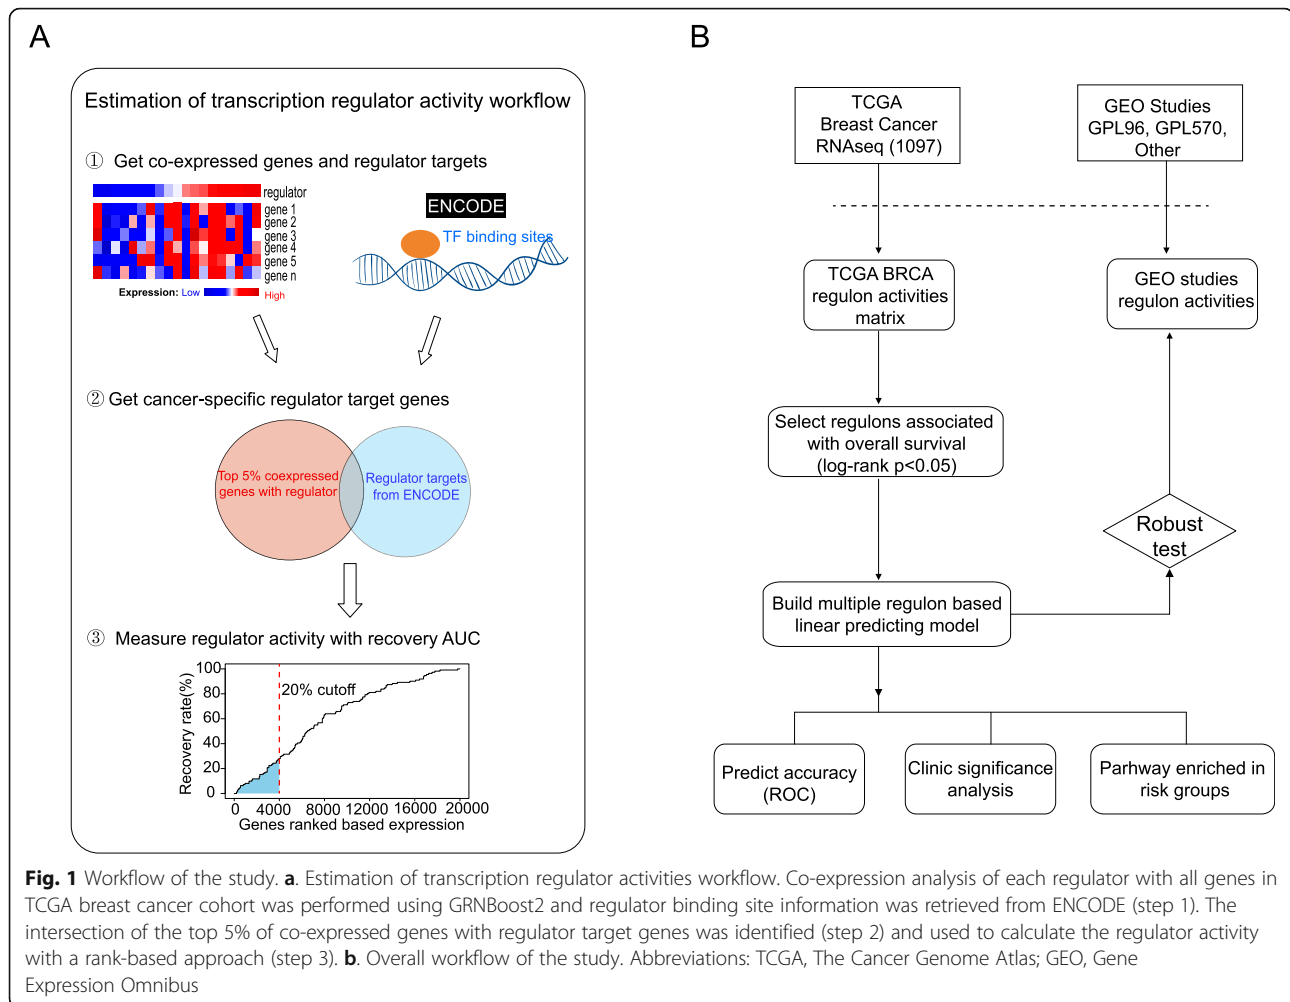 A
Estimation of transcription regulator activity workflow
① Get co-expressed genes and regulator targets
regulator
gene 1
gene 2
gene 3
gene 4
gene 5
gene n
Expression: Low
High
ENCODE
TF binding sites
② Get cancer-specific regulator target genes
Top 5% coexpressed
genes with regulator
Regulator targets
from ENCODE
③ Measure regulator activity with recovery AUC
Recovery rate(%)
100
80
60
40
20
0
20% cutoff
0 4000 8000 12000 16000 20000
Genes ranked based expression
B
TCGA
Breast Cancer
RNAseq (1097)
GEO Studies
GPL96, GPL570,
Other
TCGA BRCA
regulon activities
matrix
GEO studies
regulon activities
Select regulons associated
with overall survival
(log-rank p<0.05)
Robust
test
Build multiple regulon based
linear predicting model
Predict accuracy
(ROC)
Clinic significance
analysis
Parhway enriched in
risk groups
Fig. 1 Workflow of the study. a. Estimation of transcription regulator activities workflow. Co-expression analysis of each regulator with all genes in
TCGA breast cancer cohort was performed using GRNBoost2 and regulator binding site information was retrieved from ENCODE (step 1). The
intersection of the top 5% of co-expressed genes with regulator target genes was identified (step 2) and used to calculate the regulator activity
with a rank-based approach (step 3). b. Overall workflow of the study. Abbreviations: TCGA, The Cancer Genome Atlas; GEO, Gene
Expression Omnibus